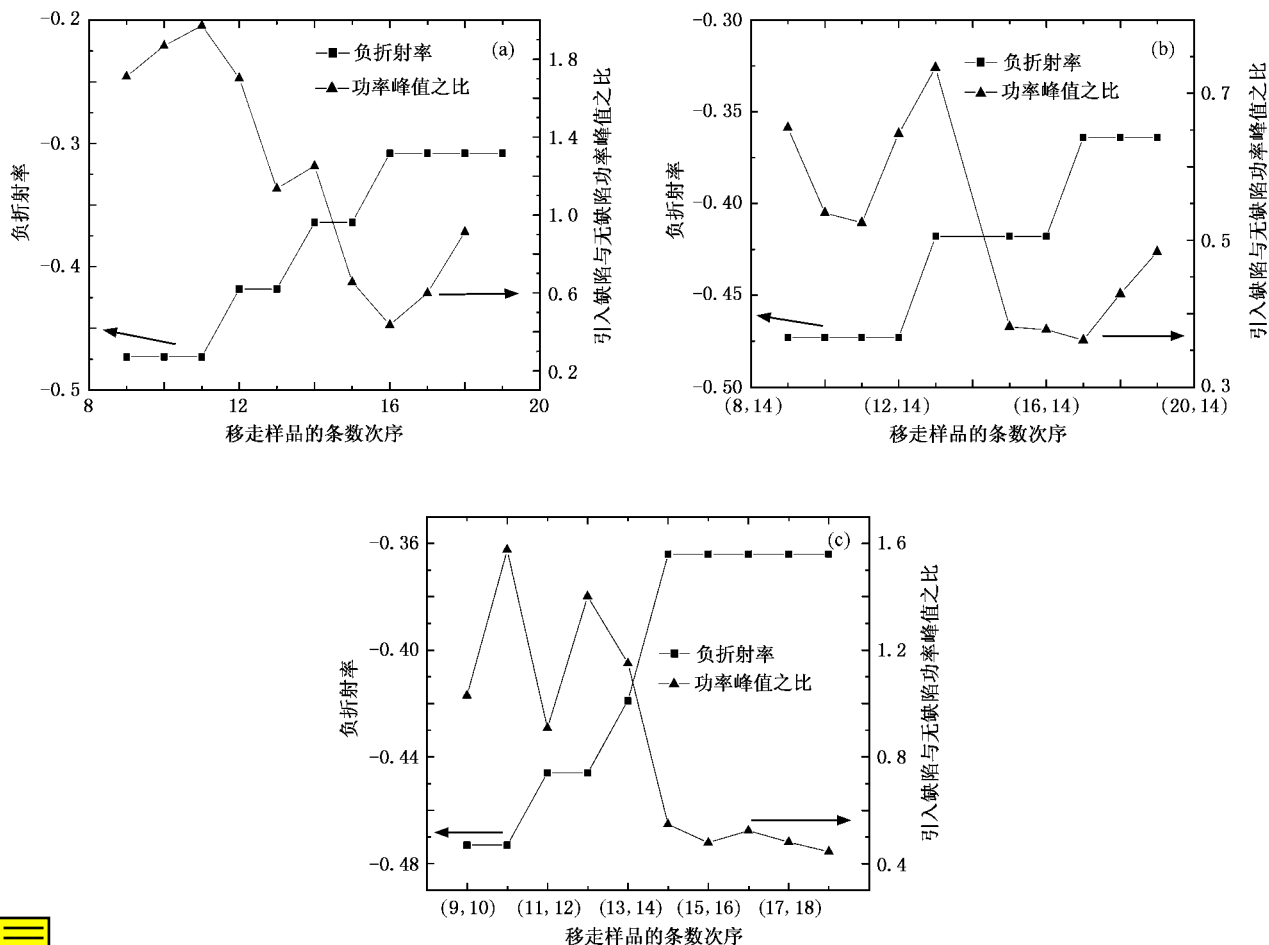 (a)
负折射率
功率峰值之比
−0.2
−0.3
−0.4
−0.5
负折射率
1.8
1.4
1.0
0.6
0.2
引入缺陷与无缺陷功率峰值之比
8
12
16
20
移走样品的条数次序
(b)
负折射率
功率峰值之比
−0.30
−0.35
−0.40
−0.45
−0.50
负折射率
0.7
0.5
0.3
引入缺陷与无缺陷功率峰值之比
(8, 14)
(12, 14)
(16, 14)
(20, 14)
移走样品的条数次序
(c)
负折射率
功率峰值之比
−0.36
−0.40
−0.44
−0.48
负折射率
1.6
1.2
0.8
0.4
引入缺陷与无缺陷功率峰值之比
(9, 10)
(11, 12)
(13, 14)
(15, 16)
(17, 18)
移走样品的条数次序